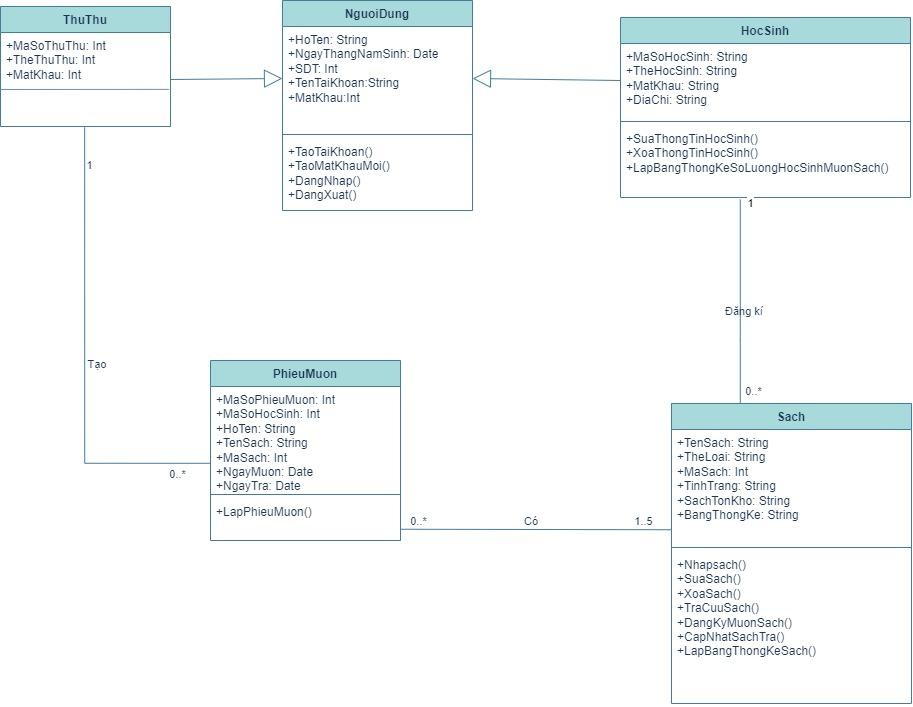 ThuThu
+MaSoThuThu: Int
+TheThuThu: Int
+MatKhau: Int
NguoiDung
+HoTen: String
+NgayThangNamSinh: Date
+SDT: Int
+TenTaiKhoan:String
+MatKhau:Int
+TaoTaiKhoan()
+TaoMatKhauMoi()
+DangNhap()
+DangXuat()
HocSinh
+MaSoHocSinh: String
+TheHocSinh: String
+MatKhau: String
+DiaChi: String
+SuaThongTinHocSinh()
+XoaThongTinHocSinh()
+LapBangThongKeSoLuongHocSinhMuonSach()
1
1
Đăng kí
Tạo
0..*
PhieuMuon
+MaSoPhieuMuon: Int
+MaSoHocSinh: Int
+HoTen: String
+TenSach: String
+MaSach: Int
+NgayMuon: Date
+NgayTra: Date
+LapPhieuMuon()
0..*
0..*
Có
1..5
Sach
+TenSach: String
+TheLoai: String
+MaSach: Int
+TinhTrang: String
+SachTonKho: String
+BangThongKe: String
+Nhapsach()
+SuaSach()
+XoaSach()
+TraCuuSach()
+DangKyMuonSach()
+CapNhatSachTra()
+LapBangThongKeSach()